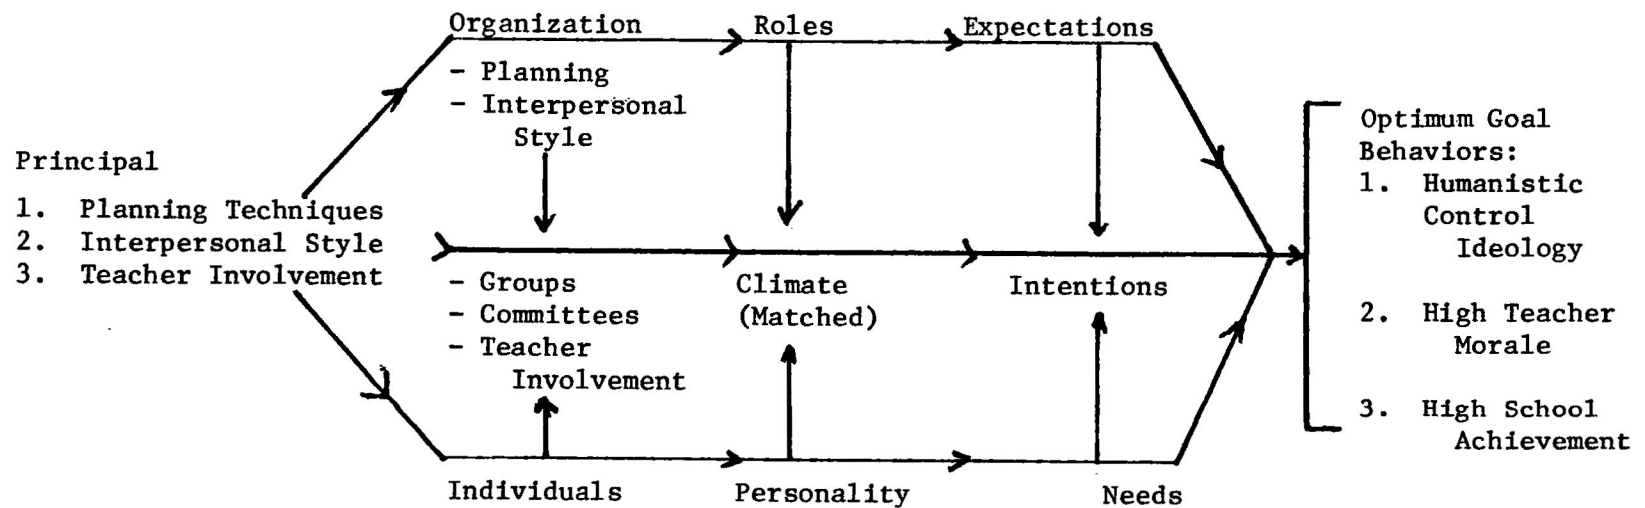 Organization
Roles
Expectations
- Planning
- Interpersonal
Style
Principal
1. Planning Techniques
2. Interpersonal Style
3. Teacher Involvement
- Groups
- Committees
- Teacher
Involvement
Climate
(Matched)
Intentions
Individuals
Personality
Needs
Optimum Goal
Behaviors:
1. Humanistic
Control
Ideology
2. High Teacher
Morale
3. High School
Achievement